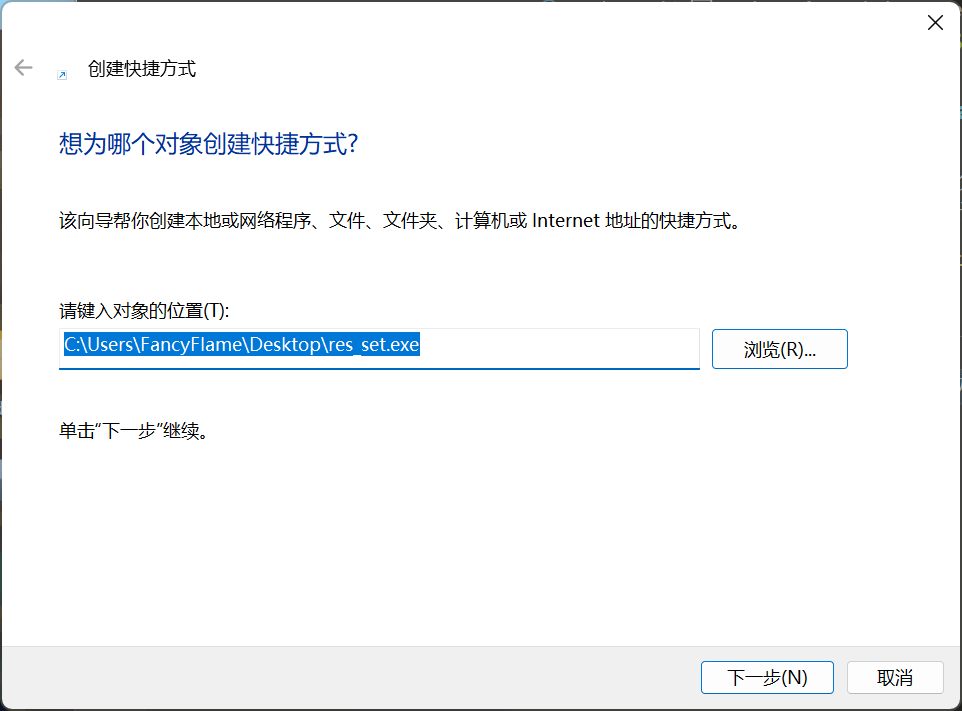 创建快捷方式
想为哪个对象创建快捷方式?
该向导帮你创建本地或网络程序、文件、文件夹、计算机或 Internet 地址的快捷方式。
请键入对象的位置(T):
C:\Users\FancyFlame\Desktop\res_set.exe
浏览(R)...
单击“下一步”继续。
下一步(N)
取消